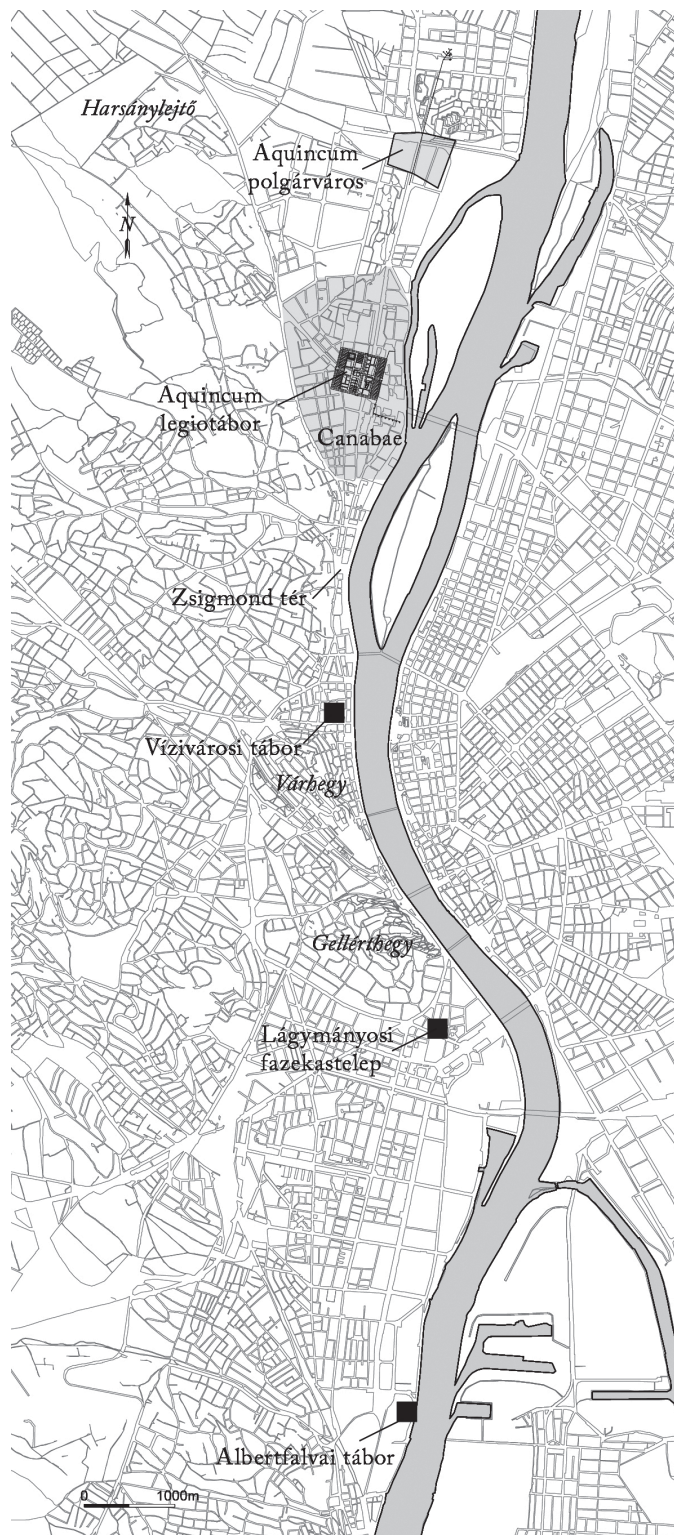 Harsánylejtő
Aquincum
polgárváros
N
Aquincum
legiotábor
Canabae
Zsigmond tér
Vízivárosi tábor
Várhegy
Gellérthegy
Lágymányosi
fazekastelep
Albertfalvai tábor
0 1000m